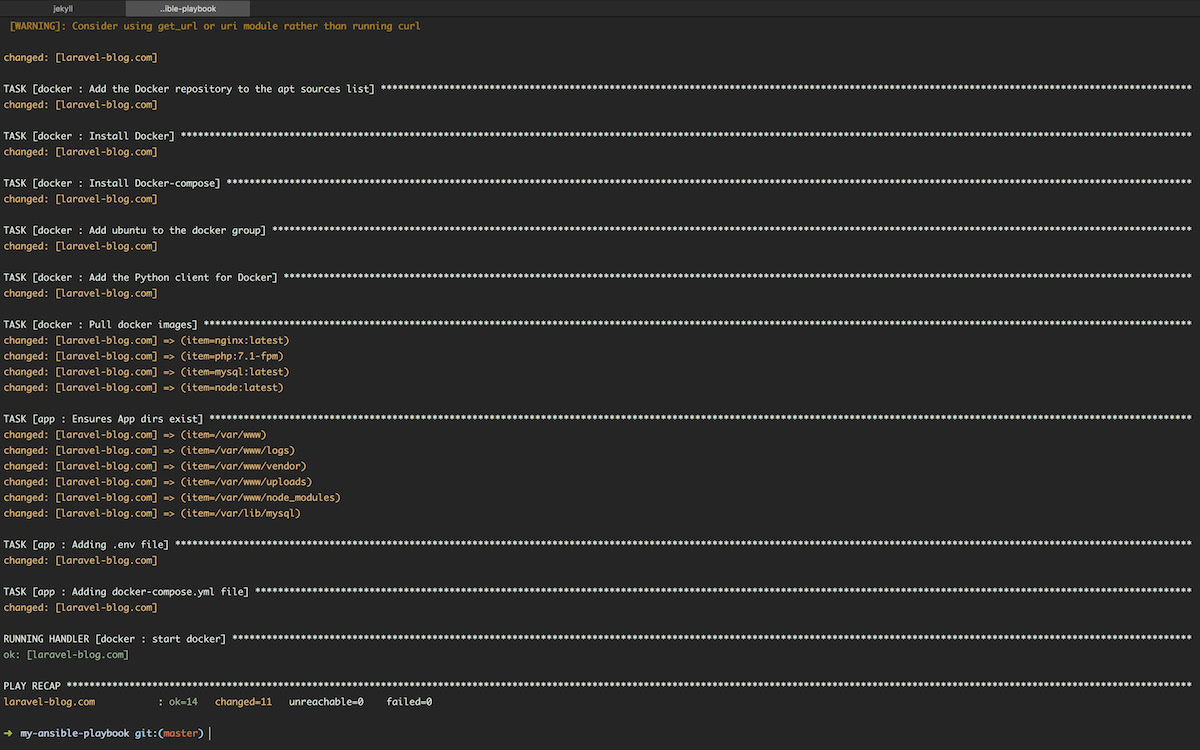 jekyll
..ible-playbook
[WARNING]: Consider using get_url or uri module rather than running curl
changed: [laravel-blog.com]
TASK [docker : Add the Docker repository to the apt sources list] **********************************************************************************************************************************************
changed: [laravel-blog.com]
TASK [docker : Install Docker] *********************************************************************************************************************************************************************************
changed: [laravel-blog.com]
TASK [docker : Install Docker-compose] *************************************************************************************************************************************************************************
changed: [laravel-blog.com]
TASK [docker : Add ubuntu to the docker group] *****************************************************************************************************************************************************************
changed: [laravel-blog.com]
TASK [docker : Add the Python client for Docker] ***************************************************************************************************************************************************************
changed: [laravel-blog.com]
TASK [docker : Pull docker images] *****************************************************************************************************************************************************************************
changed: [laravel-blog.com] => (item=nginx:latest)
changed: [laravel-blog.com] => (item=php:7.1-fpm)
changed: [laravel-blog.com] => (item=mysql:latest)
changed: [laravel-blog.com] => (item=node:latest)
TASK [app : Ensures App dirs exist] ****************************************************************************************************************************************************************************
changed: [laravel-blog.com] => (item=/var/www)
changed: [laravel-blog.com] => (item=/var/www/logs)
changed: [laravel-blog.com] => (item=/var/www/vendor)
changed: [laravel-blog.com] => (item=/var/www/uploads)
changed: [laravel-blog.com] => (item=/var/www/node_modules)
changed: [laravel-blog.com] => (item=/var/lib/mysql)
TASK [app : Adding .env file] **********************************************************************************************************************************************************************************
changed: [laravel-blog.com]
TASK [app : Adding docker-compose.yml file] ********************************************************************************************************************************************************************
changed: [laravel-blog.com]
RUNNING HANDLER [docker : start docker] ************************************************************************************************************************************************************************
ok: [laravel-blog.com]
PLAY RECAP *****************************************************************************************************************************************************************************************************
laravel-blog.com : ok=14 changed=11 unreachable=0 failed=0
➜ my-ansible-playbook git:(master)